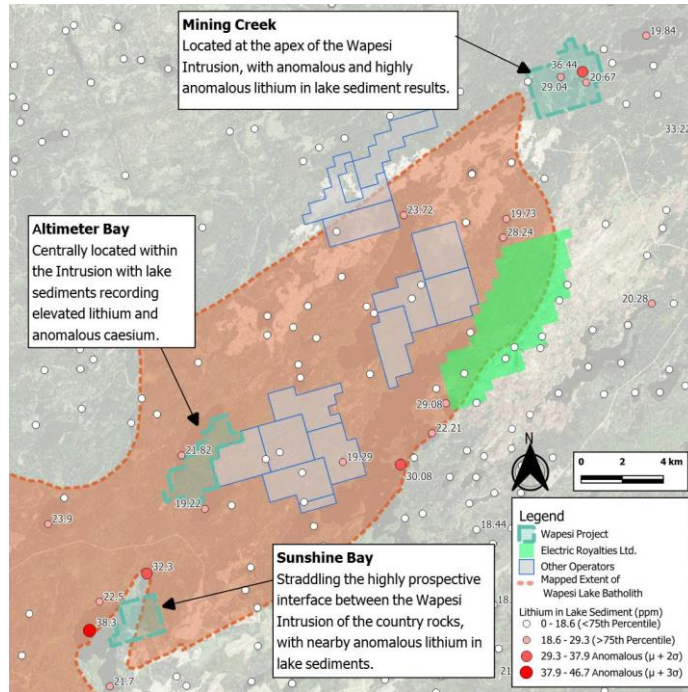 Mining Creek
Located at the apex of the Wapesi
Intrusion, with anomalous and highly
anomalous lithium in lake sediment results.
19.84
36.44
29.04
20.67
33.22
23.72
19.73
28.24
Altimeter Bay
Centrally located within
the Intrusion with lake
sediments recording
elevated lithium and
anomalous caesium.
20.28
29.08
22.21
21.82
19.29
30.08
19.22
23.9
18.44
N
0 2 4 km
Sunshine Bay
Straddling the highly prospective
interface between the Wapesi
Intrusion of the country rocks,
with nearby anomalous lithium in
lake sediments.
32.3
22.5
38.3
21.7
18.
Legend
Wapesi Project
Electric Royalties Ltd.
Other Operators
Mapped Extent of
Wapesi Lake Batholith
Lithium in Lake Sediment (ppm)
0 - 18.6 (<75th Percentile)
18.6 - 29.3 (>75th Percentile)
29.3 - 37.9 Anomalous (μ + 2σ)
37.9 - 46.7 Anomalous (μ + 3σ)